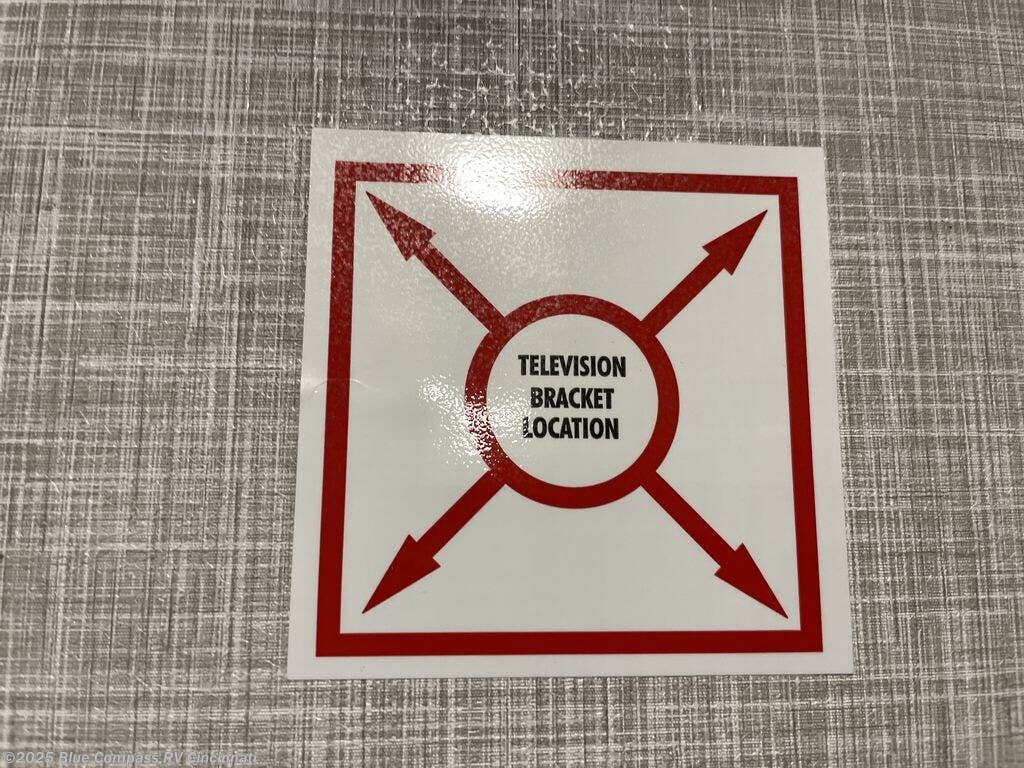 TELEVISION
BRACKET
LOCATION
©2025 Blue Compass RV Cincinnati